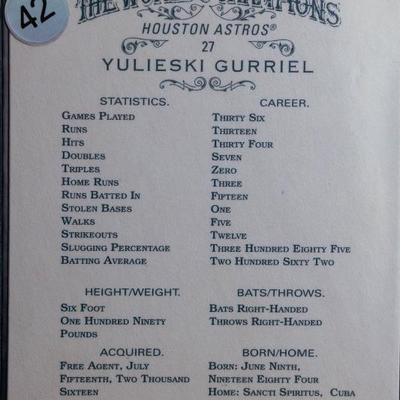 42
THE WORLD'S CHAMPIONS
HOUSTON ASTROS®
27
YULIESKI GURRIEL
STATISTICS. CAREER.
GAMES PLAYED THIRTY SIX
RUNS THIRTEEN
HITS THIRTY FOUR
DOUBLES SEVEN
TRIPLES ZERO
HOME RUNS THREE
RUNS BATTED IN FIFTEEN
STOLEN BASES ONE
WALKS FIVE
STRIKEOUTS TWELVE
SLUGGING PERCENTAGE THREE HUNDRED EIGHTY FIVE
BATTING AVERAGE TWO HUNDRED SIXTY TWO
HEIGHT/WEIGHT. BATS/THROWS.
SIX FOOT BATS RIGHT-HANDED
ONE HUNDRED NINETY THROWS RIGHT-HANDED
POUNDS
ACQUIRED. BORN/HOME.
FREE AGENT, JULY BORN: JUNE NINTH,
FIFTEENTH, TWO THOUSAND NINETEEN EIGHTY FOUR
SIXTEEN HOME: SANCTI SPIRITUS, CUBA